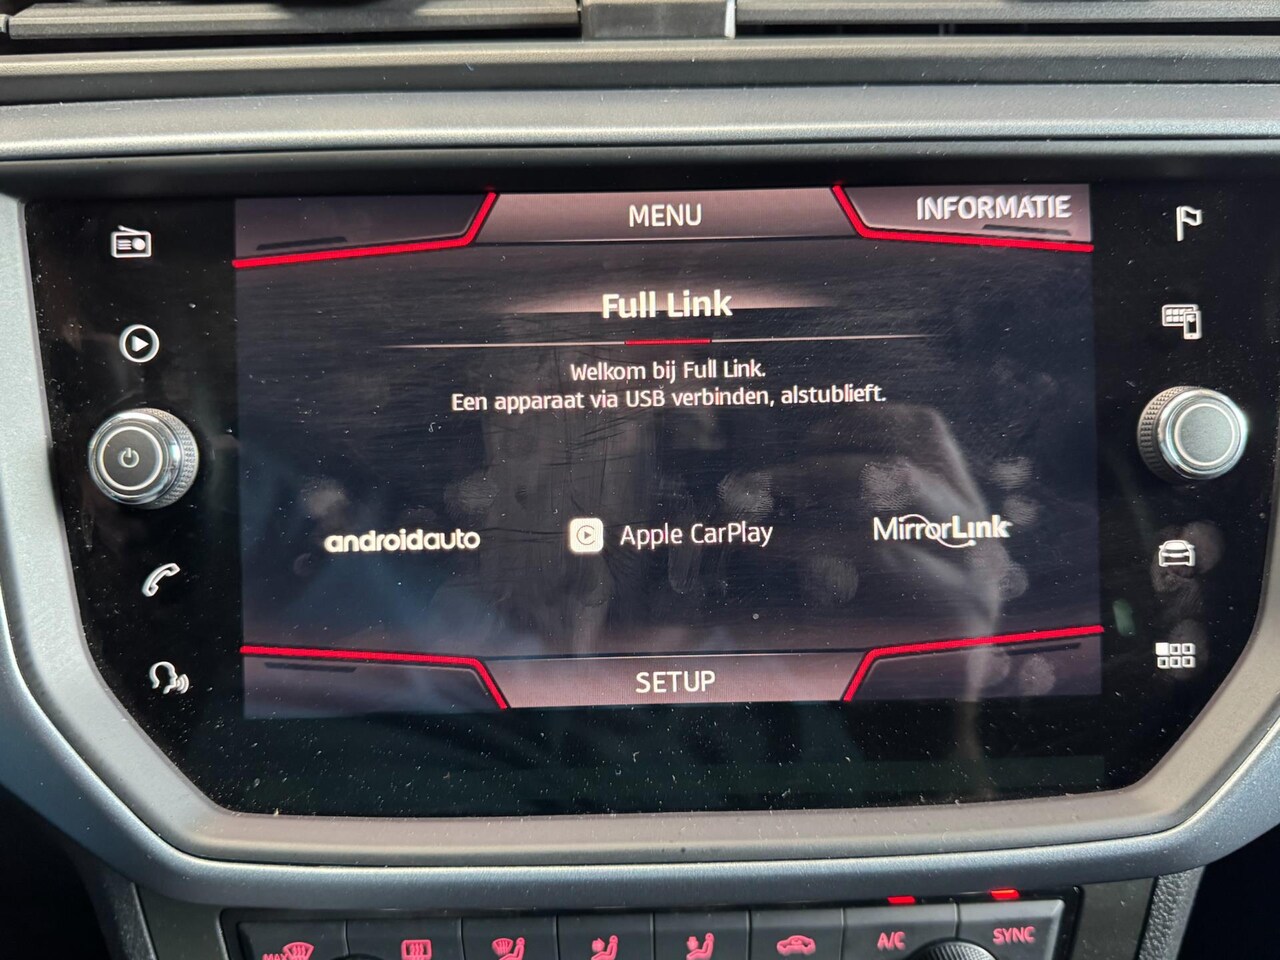 MENU
INFORMATIE
Full Link
Welkom bij Full Link.
Een apparaat via USB verbinden, alstublieft.
androidauto
Apple CarPlay
MirrorLink
SETUP
MAX
A/C
SYNC